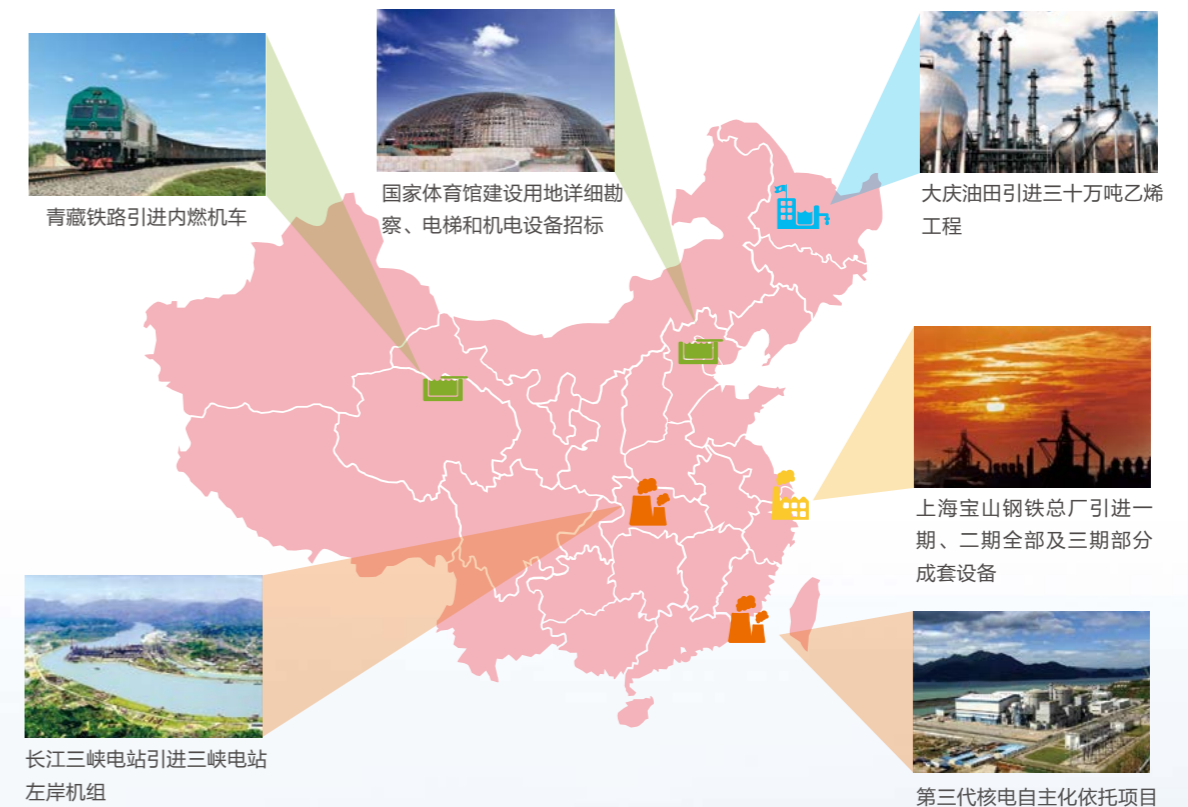 青藏铁路引进内燃机车
国家体育馆建设用地详细勘
察、电梯和机电设备招标
大庆油田引进三十万吨乙烯
工程
上海宝山钢铁总厂引进一
期、二期全部及三期部分
成套设备
长江三峡电站引进三峡电站
左岸机组
第三代核电自主化依托项目